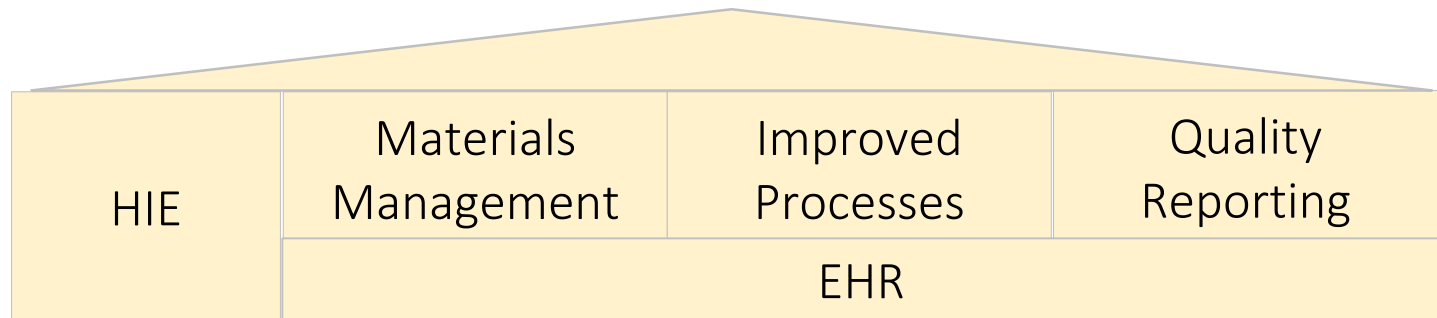 HIE
Materials
Management
Improved
Processes
Quality
Reporting
EHR